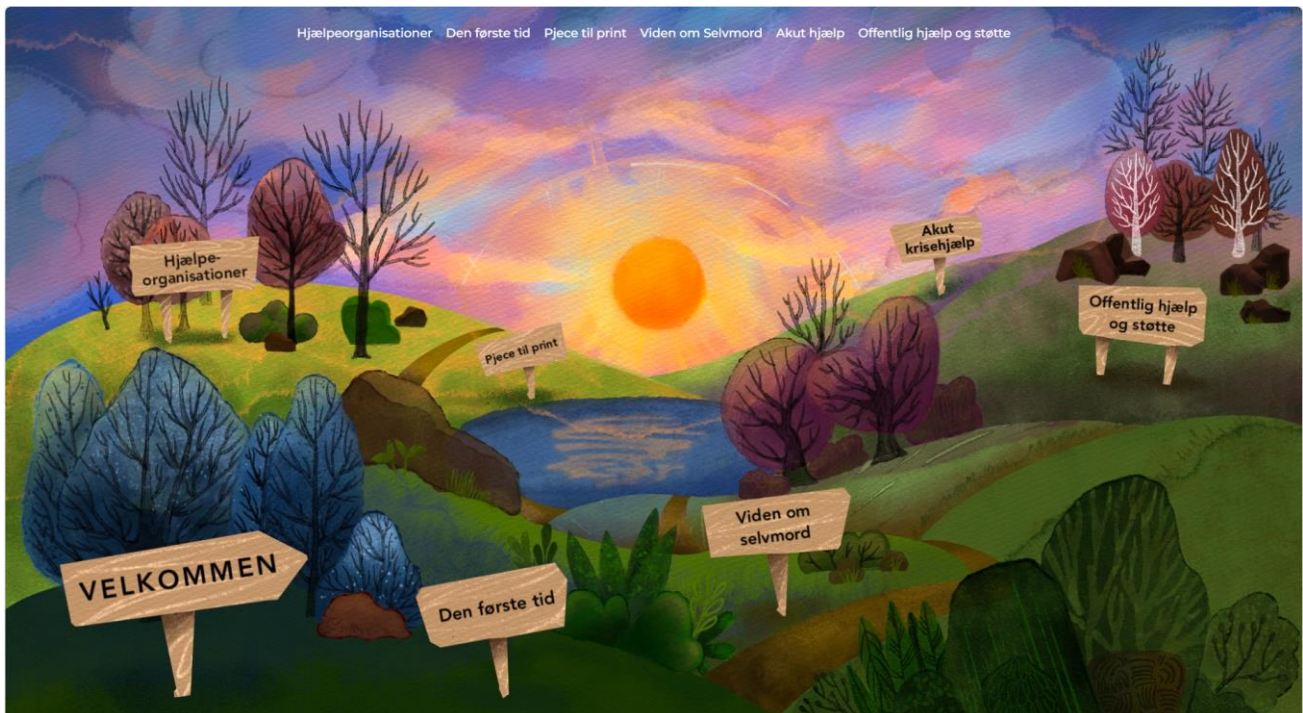 Hjælpeorganisationer Den første tid Pjece til print Viden om Selvmord Akut hjælp Offentlig hjælp og støtte
Hjælpe-
organisationer
Akut
krisehjælp
Offentlig hjælp
og støtte
Pjece til print
Viden om
selvmord
VELKOMMEN
Den første tid